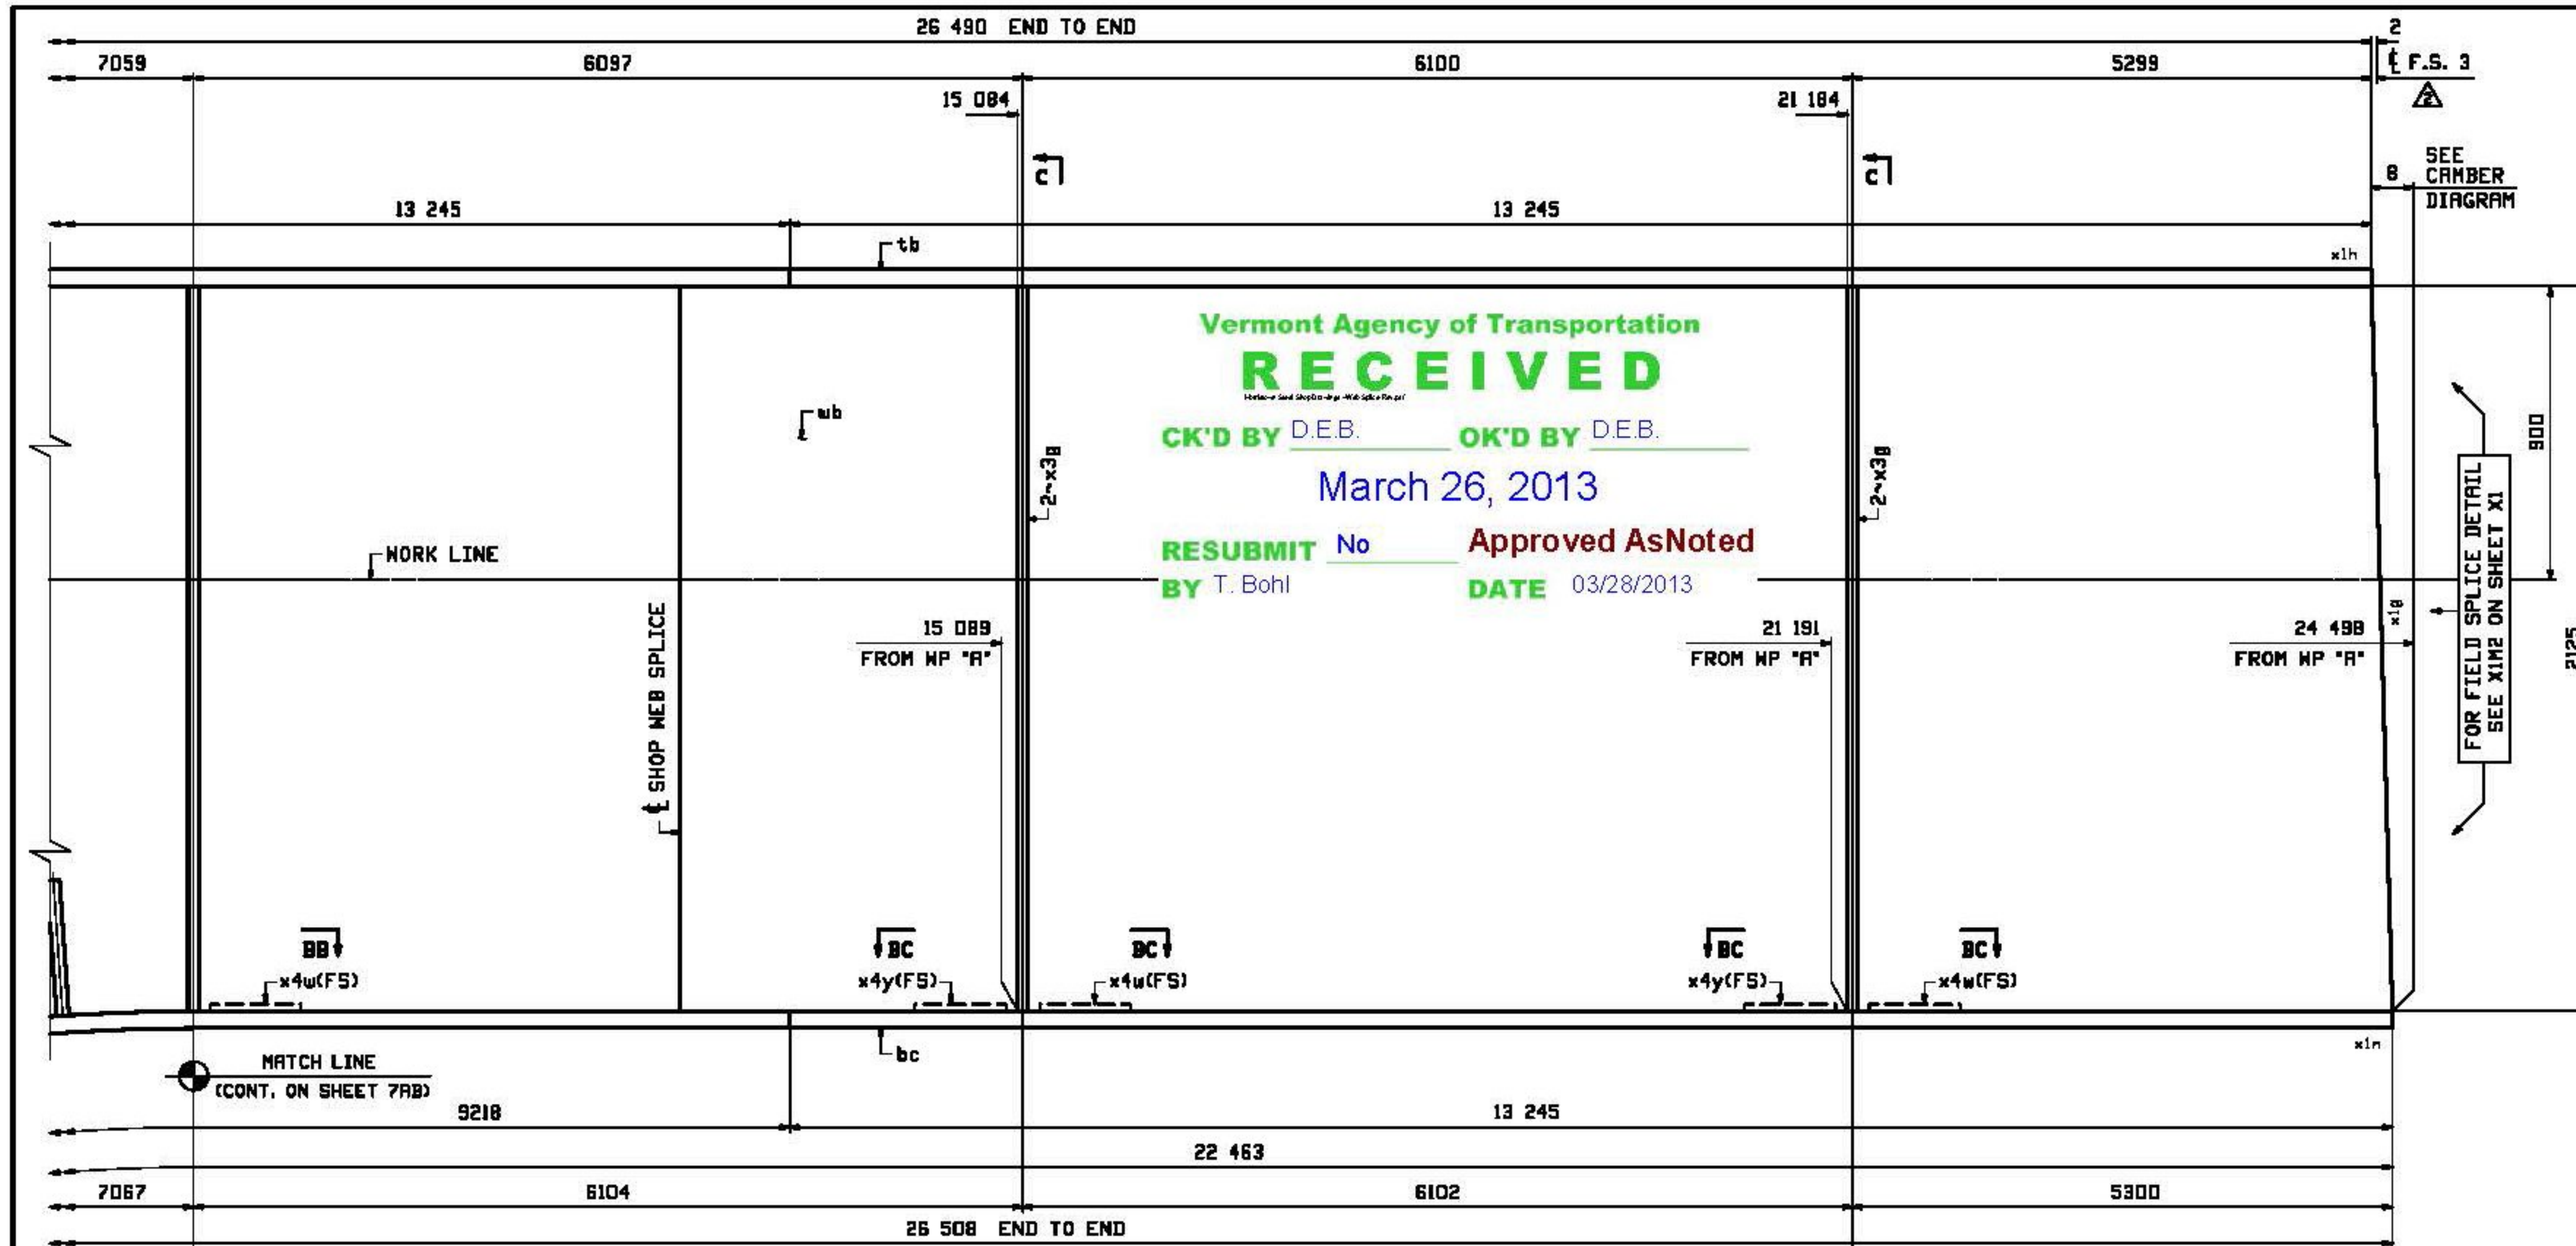 26 490 END TO END
2
7059
6097
6100
5299
℄ F.S. 3
2
15 084
21 184
C
C
8
SEE
CAMBER
DIAGRAM
13 245
13 245
tb
x1h
Vermont Agency of Transportation
RECEIVED
CK'D BY D.E.B. OK'D BY D.E.B.
March 26, 2013
RESUBMIT No Approved AsNoted
BY T. Bohl DATE 03/28/2013
wb
2~x3g
2~x3g
900
2125
WORK LINE
℄ SHOP WEB SPLICE
FOR FIELD SPLICE DETAIL
SEE X1M2 ON SHEET X1
x1g
15 089
FROM WP "A"
21 191
FROM WP "A"
24 498
FROM WP "A"
BB
BC
BC
BC
BC
x4w(FS)
x4y(FS)
x4w(FS)
x4y(FS)
x4w(FS)
bc
MATCH LINE
(CONT. ON SHEET 7AB)
9218
13 245
22 463
7067
6104
6102
5300
26 508 END TO END